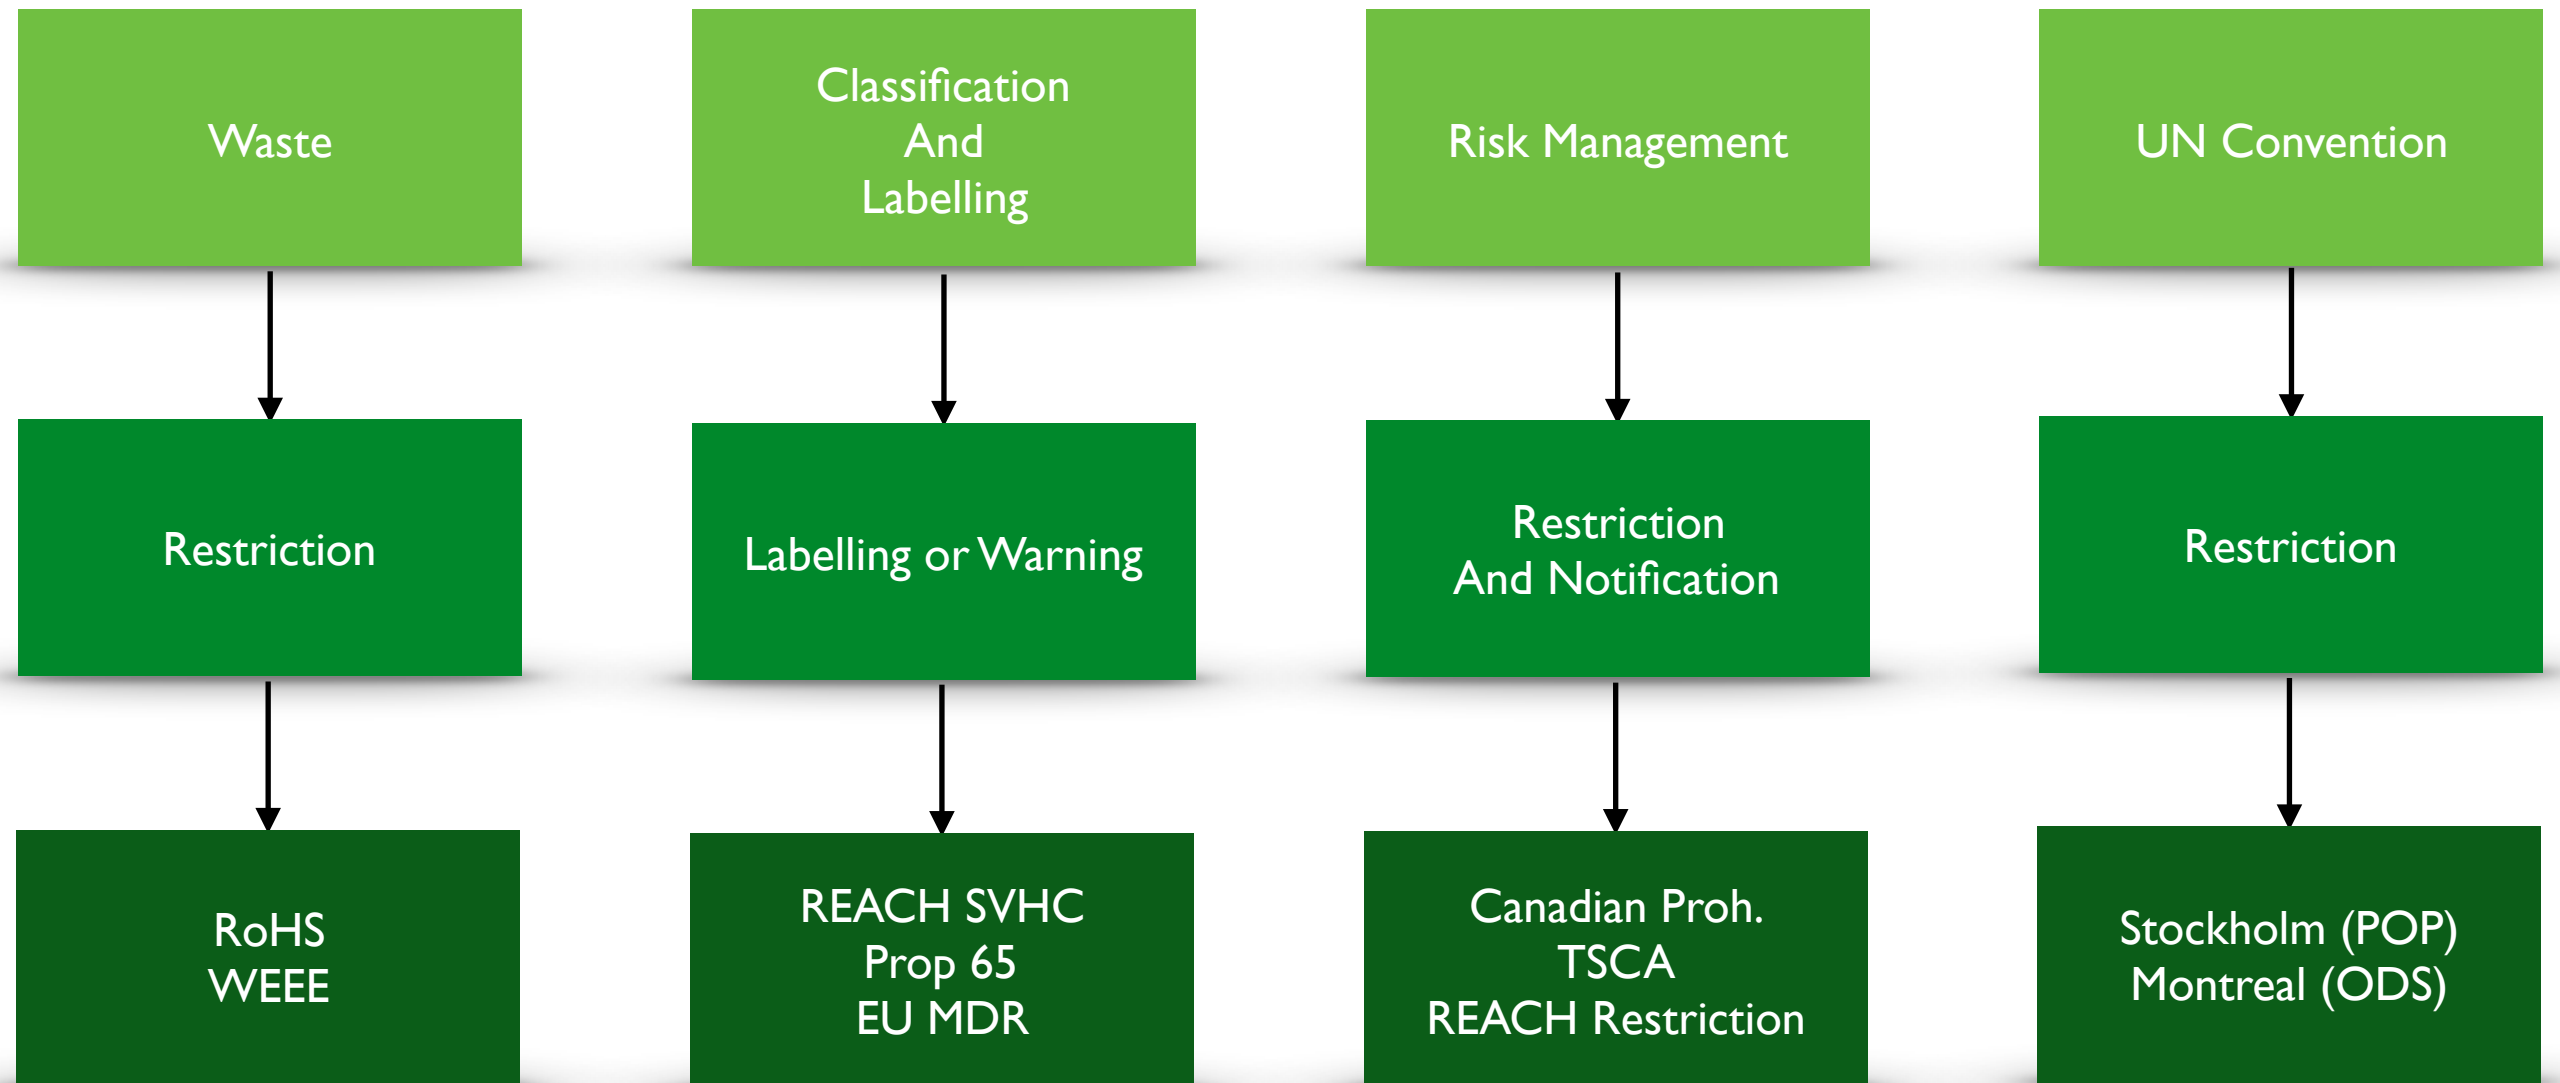 Waste
Classification
And
Labelling
Risk Management
UN Convention
Restriction
Labelling or Warning
Restriction
And Notification
Restriction
RoHS
WEEE
REACH SVHC
Prop 65
EU MDR
Canadian Proh.
TSCA
REACH Restriction
Stockholm (POP)
Montreal (ODS)